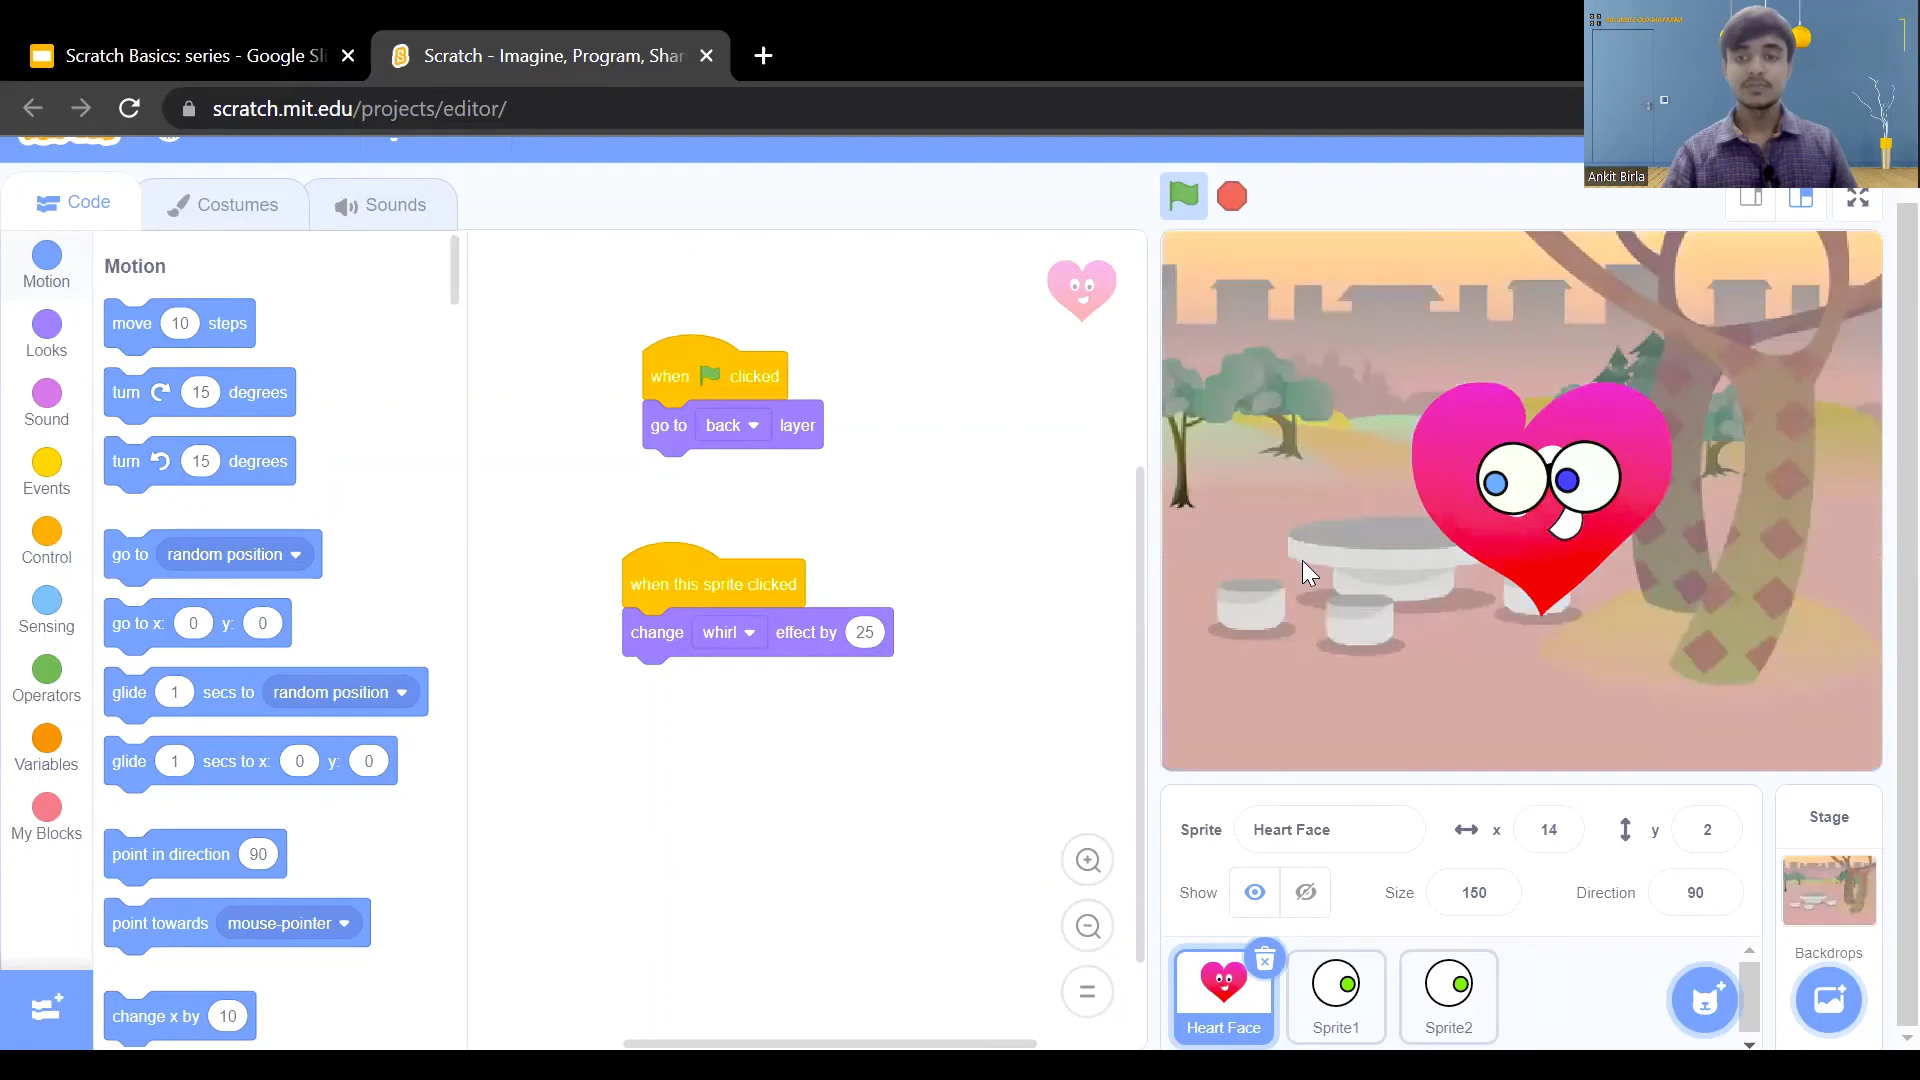 Scratch Basics: series - Google Sli
Scratch - Imagine, Program, Shar
scratch.mit.edu/projects/editor/
Ankit Birla
Code
Costumes
Sounds
Motion
Looks
Sound
Events
Control
Sensing
Operators
Variables
My Blocks
Motion
move 10 steps
turn 15 degrees
turn 15 degrees
go to random position
go to x: 0 y: 0
glide 1 secs to random position
glide 1 secs to x: 0 y: 0
point in direction 90
point towards mouse-pointer
change x by 10
when clicked
go to back layer
when this sprite clicked
change whirl effect by 25
Sprite Heart Face x 14 y 2
Show Size 150 Direction 90
Heart Face
Sprite1
Sprite2
Stage
Backdrops